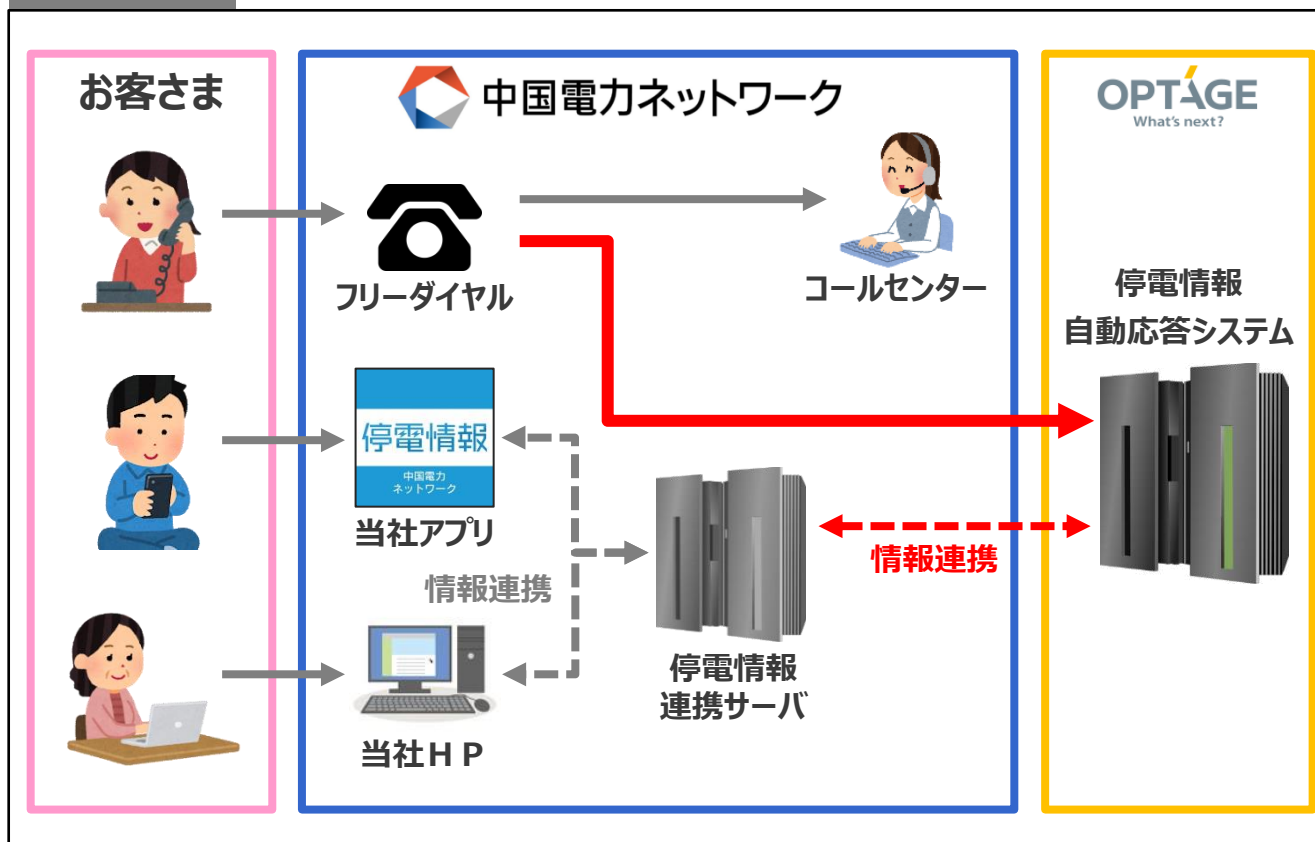 お客さま
中国電力ネットワーク
OPTAGE
What's next?
フリーダイヤル
コールセンター
停電情報
自動応答システム
停電情報
中国電力
ネットワーク
当社アプリ
情報連携
情報連携
停電情報
連携サーバ
当社ＨＰ